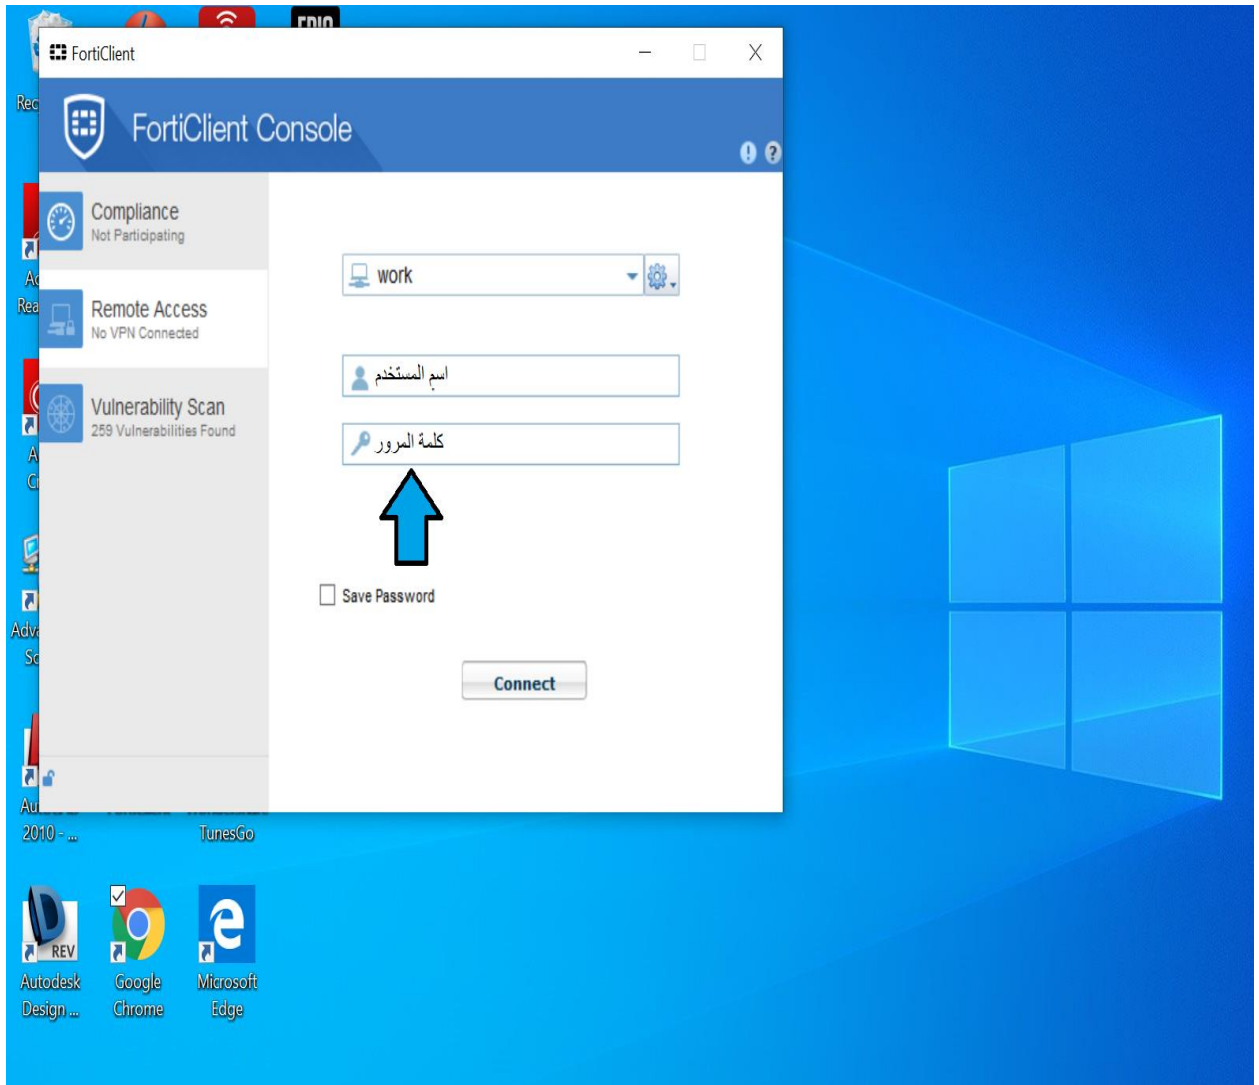 FortiClient
FortiClient Console
Compliance
Not Participating
Remote Access
No VPN Connected
Vulnerability Scan
259 Vulnerabilities Found
work
اسم المستخدم
كلمة المرور
Save Password
Connect
2010 - ...
TunesGo
REV
Autodesk
Design ...
Google
Chrome
Microsoft
Edge